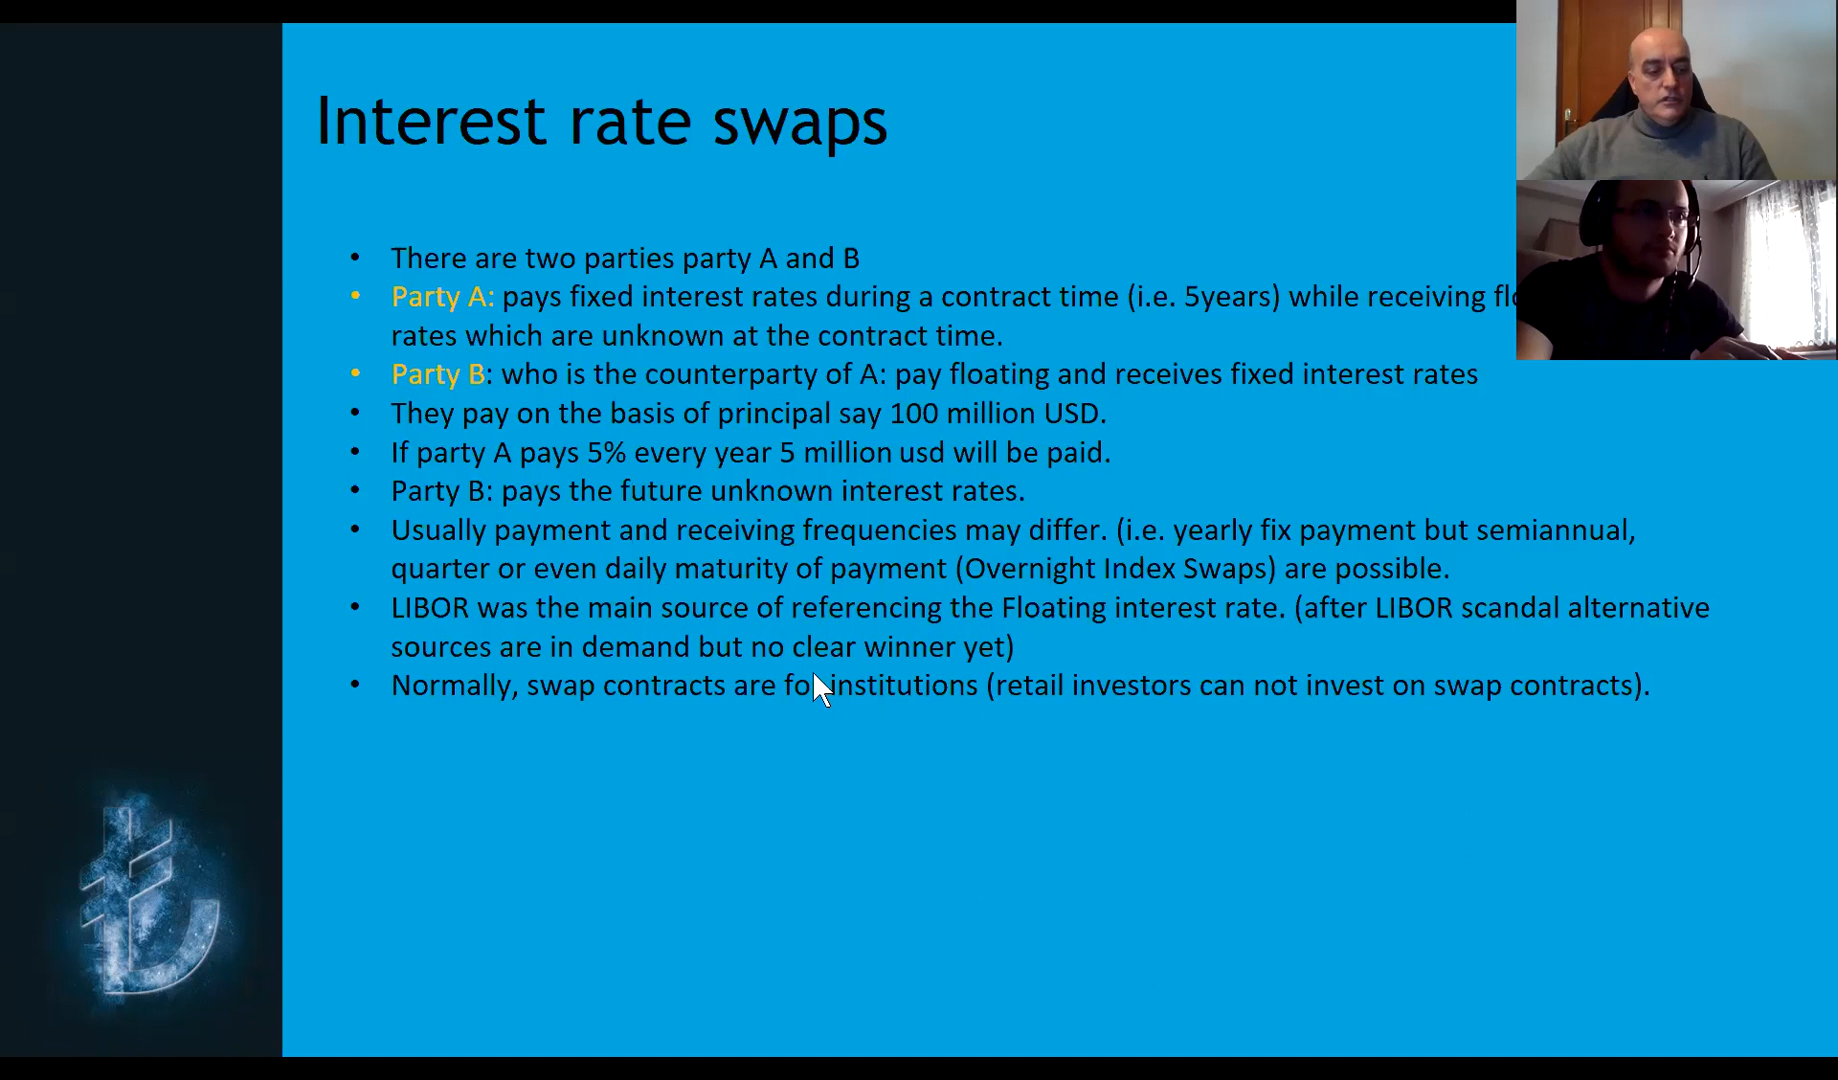 Interest rate swaps
• There are two parties party A and B
• Party A: pays fixed interest rates during a contract time (i.e. 5years) while receiving
rates which are unknown at the contract time.
• Party B: who is the counterparty of A: pay floating and receives fixed interest rates
• They pay on the basis of principal say 100 million USD.
• If party A pays 5% every year 5 million usd will be paid.
• Party B: pays the future unknown interest rates.
• Usually payment and receiving frequencies may differ. (i.e. yearly fix payment but semiannual,
quarter or even daily maturity of payment (Overnight Index Swaps) are possible.
• LIBOR was the main source of referencing the Floating interest rate. (after LIBOR scandal alternative
sources are in demand but no clear winner yet)
• Normally, swap contracts are for institutions (retail investors can not invest on swap contracts).